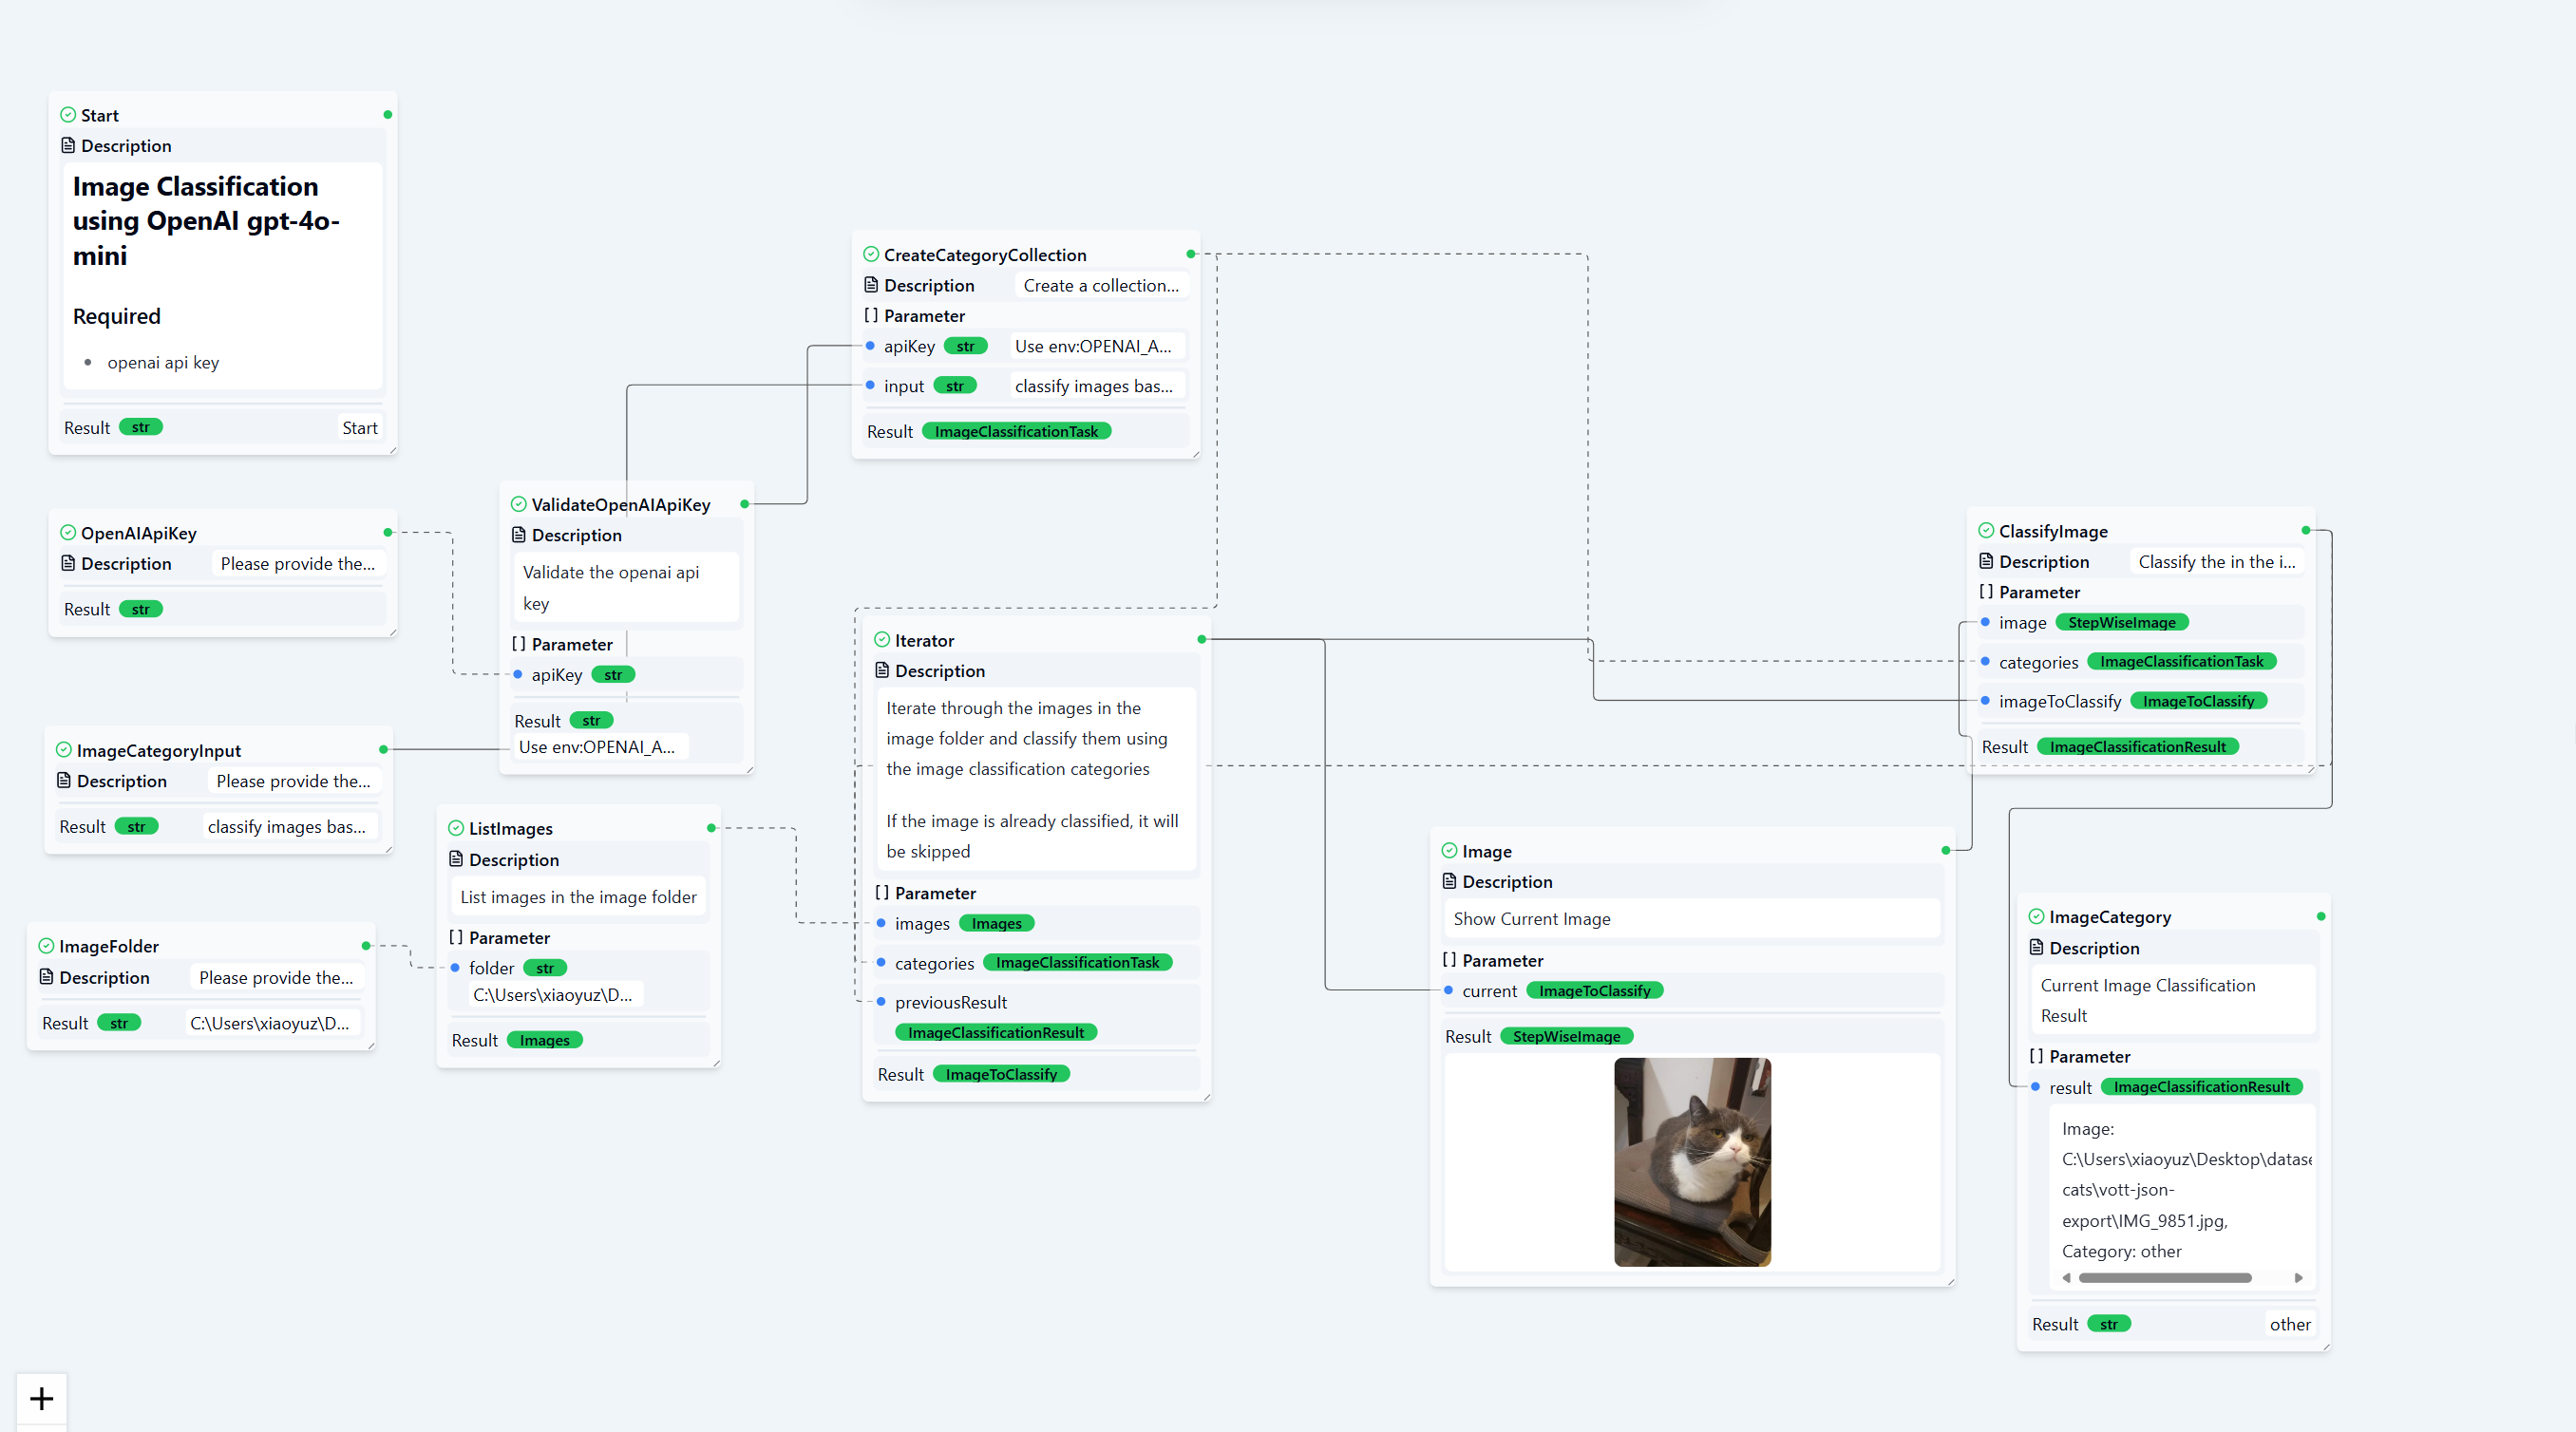 Start
Description
Image Classification
using OpenAI gpt-4o-
mini
Required
openai api key
Result str Start
OpenAIApiKey
Description Please provide the...
Result str
ImageCategoryInput
Description Please provide the...
Result str classify images bas...
ImageFolder
Description Please provide the...
Result str C:\Users\xiaoyuz\D...
ValidateOpenAIApiKey
Description
Validate the openai api
key
[] Parameter
apiKey str
Result str
Use env:OPENAI_A...
ListImages
Description
List images in the image folder
[] Parameter
folder str
C:\Users\xiaoyuz\D...
Result Images
CreateCategoryCollection
Description Create a collection...
[] Parameter
apiKey str Use env:OPENAI_A...
input str classify images bas...
Result ImageClassificationTask
Iterator
Description
Iterate through the images in the
image folder and classify them using
the image classification categories
If the image is already classified, it will
be skipped
[] Parameter
images Images
categories ImageClassificationTask
previousResult
ImageClassificationResult
Result ImageToClassify
Image
Description
Show Current Image
[] Parameter
current ImageToClassify
Result StepWiseImage
ClassifyImage
Description Classify the in the i...
[] Parameter
image StepWiseImage
categories ImageClassificationTask
imageToClassify ImageToClassify
Result ImageClassificationResult
ImageCategory
Description
Current Image Classification
Result
[] Parameter
result ImageClassificationResult
Image:
C:\Users\xiaoyuz\Desktop\datase
cats\vott-json-
export\IMG_9851.jpg,
Category: other
Result str other